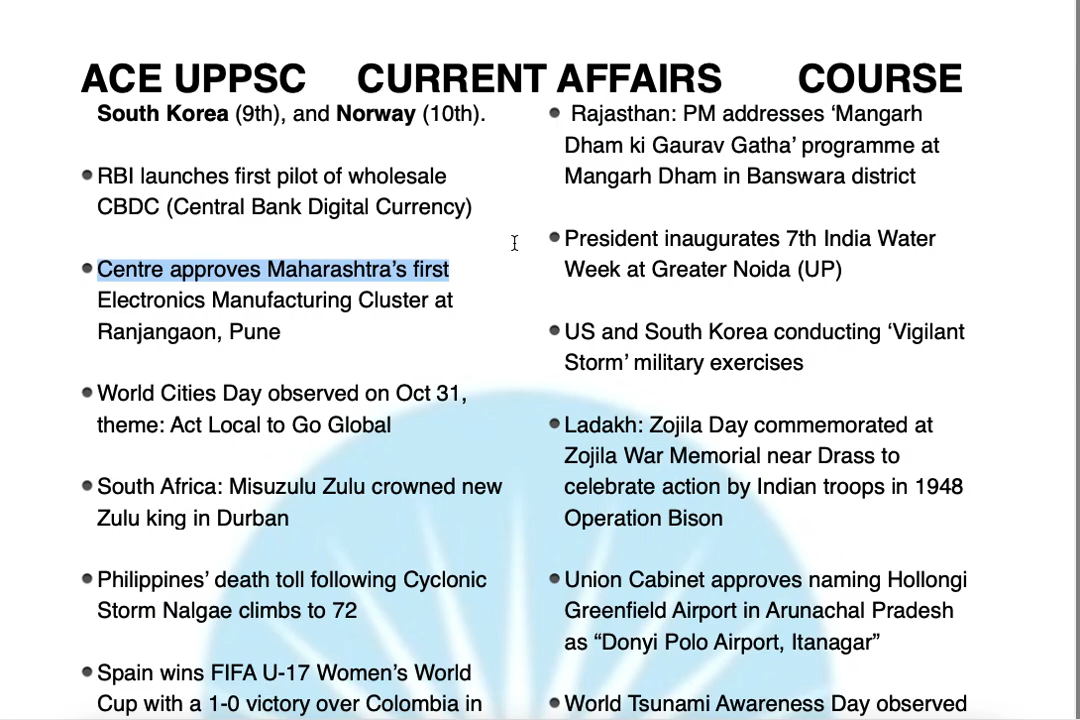 ACE UPPSC CURRENT AFFAIRS COURSE
South Korea (9th), and Norway (10th).
● RBI launches first pilot of wholesale
CBDC (Central Bank Digital Currency)
● Centre approves Maharashtra’s first
Electronics Manufacturing Cluster at
Ranjangaon, Pune
● World Cities Day observed on Oct 31,
theme: Act Local to Go Global
● South Africa: Misuzulu Zulu crowned new
Zulu king in Durban
● Philippines’ death toll following Cyclonic
Storm Nalgae climbs to 72
● Spain wins FIFA U-17 Women’s World
Cup with a 1-0 victory over Colombia in
● Rajasthan: PM addresses ‘Mangarh
Dham ki Gaurav Gatha’ programme at
Mangarh Dham in Banswara district
● President inaugurates 7th India Water
Week at Greater Noida (UP)
● US and South Korea conducting ‘Vigilant
Storm’ military exercises
● Ladakh: Zojila Day commemorated at
Zojila War Memorial near Drass to
celebrate action by Indian troops in 1948
Operation Bison
● Union Cabinet approves naming Hollongi
Greenfield Airport in Arunachal Pradesh
as “Donyi Polo Airport, Itanagar”
● World Tsunami Awareness Day observed